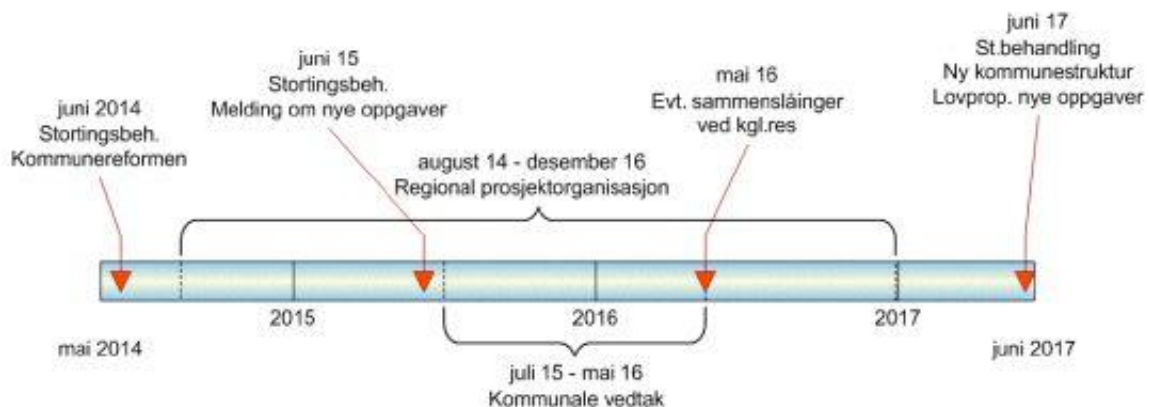 juni 2014
Stortingsbeh.
Kommunereformen
juni 15
Stortingsbeh.
Melding om nye oppgaver
august 14 - desember 16
Regional prosjektorganisasjon
mai 16
Evt. sammenslåinger
ved kgl.res
juni 17
St.behandling
Ny kommunestruktur
Lovprop. nye oppgaver
2015
2016
2017
mai 2014
juni 2017
juli 15 - mai 16
Kommunale vedtak